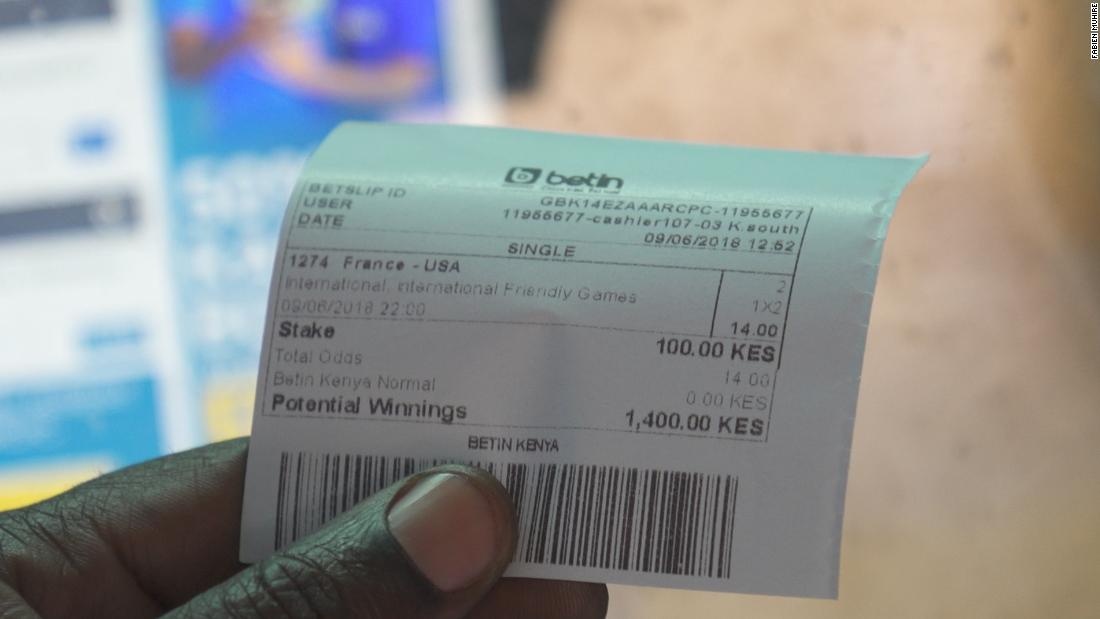 FABIEN MUHIRE
betin
BETSLIP ID GBK14EZAAARCPC-11955677
USER 11955677-cashier107-03 K.south
DATE 09/06/2018 12:52
SINGLE
1274 France - USA 2
International, International Friendly Games 1X2
09/06/2018 22:00 14.00
Stake 100.00 KES
Total Odds 14.00
Betin Kenya Normal 0.00 KES
Potential Winnings 1,400.00 KES
BETIN KENYA